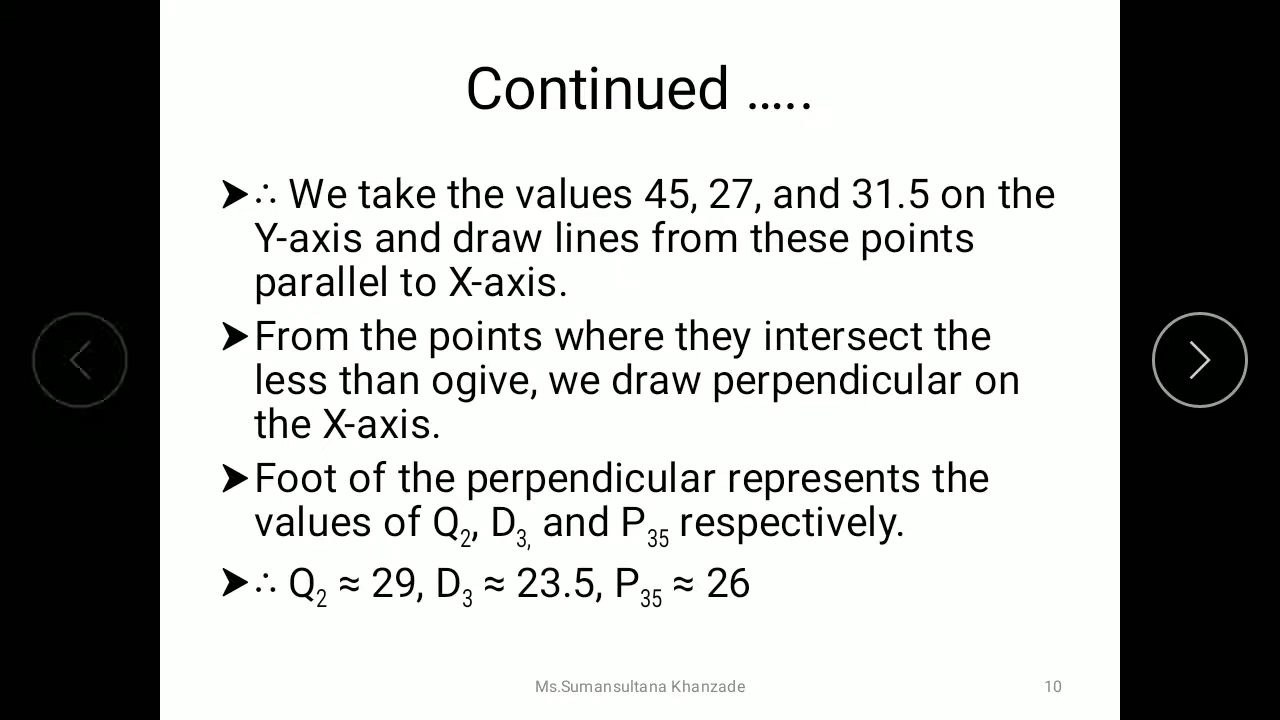 Continued .....
➤∴ We take the values 45, 27, and 31.5 on the
Y-axis and draw lines from these points
parallel to X-axis.
➤From the points where they intersect the
less than ogive, we draw perpendicular on
the X-axis.
➤Foot of the perpendicular represents the
values of Q₂, D₃, and P₃₅ respectively.
➤∴ Q₂ ≈ 29, D₃ ≈ 23.5, P₃₅ ≈ 26
Ms.Sumansultana Khanzade
10